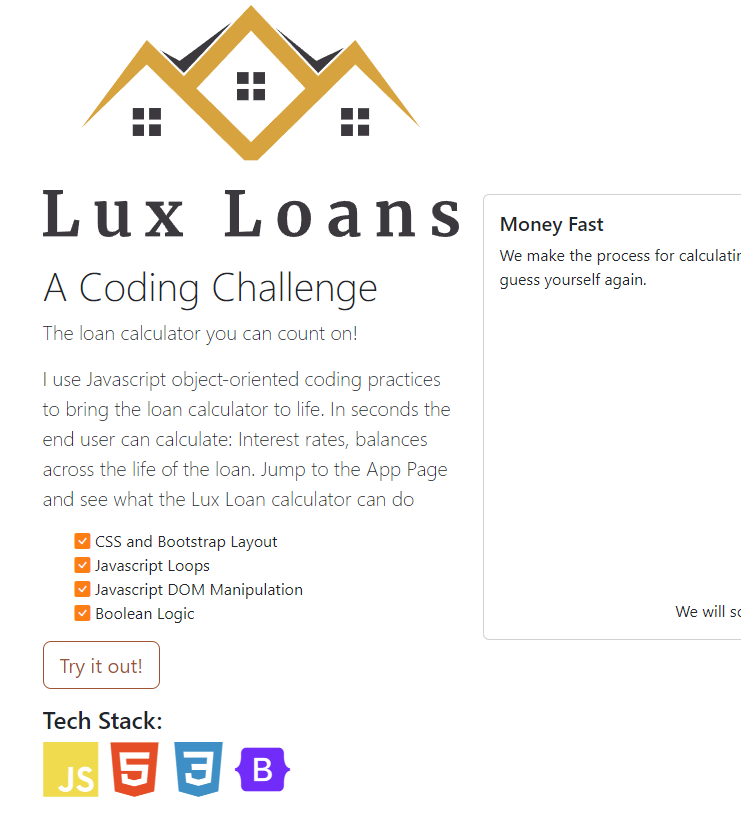 Lux Loans
A Coding Challenge
The loan calculator you can count on!
I use Javascript object-oriented coding practices
to bring the loan calculator to life. In seconds the
end user can calculate: Interest rates, balances
across the life of the loan. Jump to the App Page
and see what the Lux Loan calculator can do
CSS and Bootstrap Layout
Javascript Loops
Javascript DOM Manipulation
Boolean Logic
Try it out!
Tech Stack:
JS 5 3 B
Money Fast
We make the process for
guess yourself again.
We will